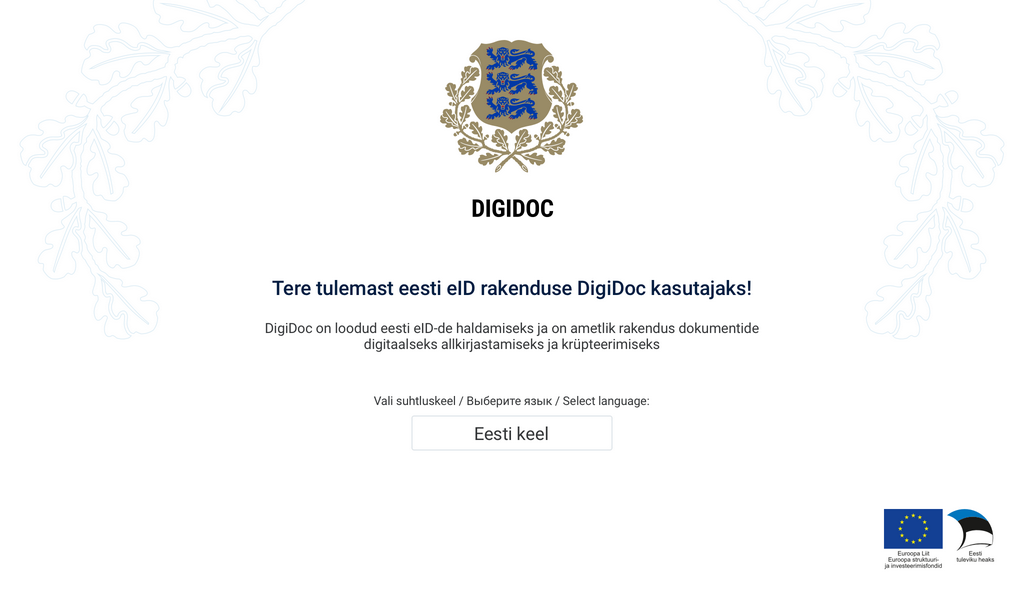 DIGIDOC
Tere tulemast eesti eID rakenduse DigiDoc kasutajaks!
DigiDoc on loodud eesti eID-de haldamiseks ja on ametlik rakendus dokumentide
digitaalseks allkirjastamiseks ja krüpteerimiseks
Vali suhtluskeel / Выберите язык / Select language:
Eesti keel
Euroopa Liit
Euroopa struktuuri-
ja investeerimisfondid
Eesti
tuleviku heaks